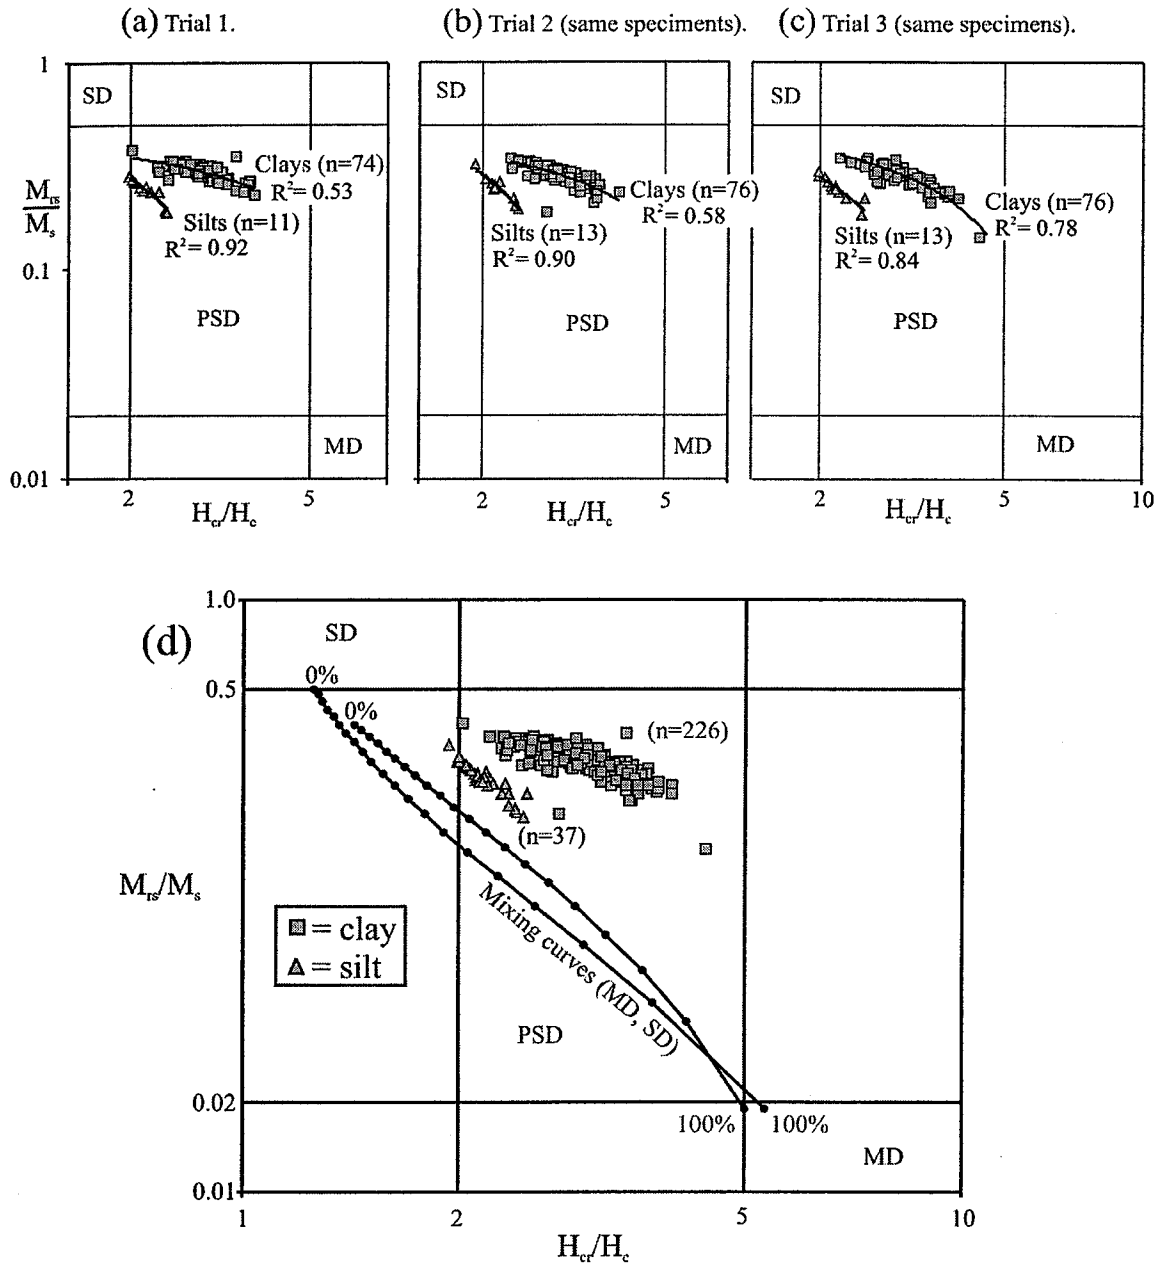 (a) Trial 1.
(b) Trial 2 (same speciments).
(c) Trial 3 (same specimens).
1
SD
SD
SD
Mrs
Ms
Clays (n=74)
R²= 0.53
Silts (n=11)
R²= 0.92
Clays (n=76)
R²= 0.58
Silts (n=13)
R²= 0.90
Clays (n=76)
R²= 0.78
Silts (n=13)
R²= 0.84
0.1
PSD
PSD
PSD
MD
MD
MD
0.01
2
5
2
5
2
5
10
Hcr/Hc
Hcr/Hc
Hcr/Hc
(d)
1.0
SD
0%
0.5
0%
(n=226)
(n=37)
Mrs/Ms
= clay
= silt
Mixing curves (MD, SD)
PSD
0.02
100%
100%
MD
0.01
1
2
5
10
Hcr/Hc